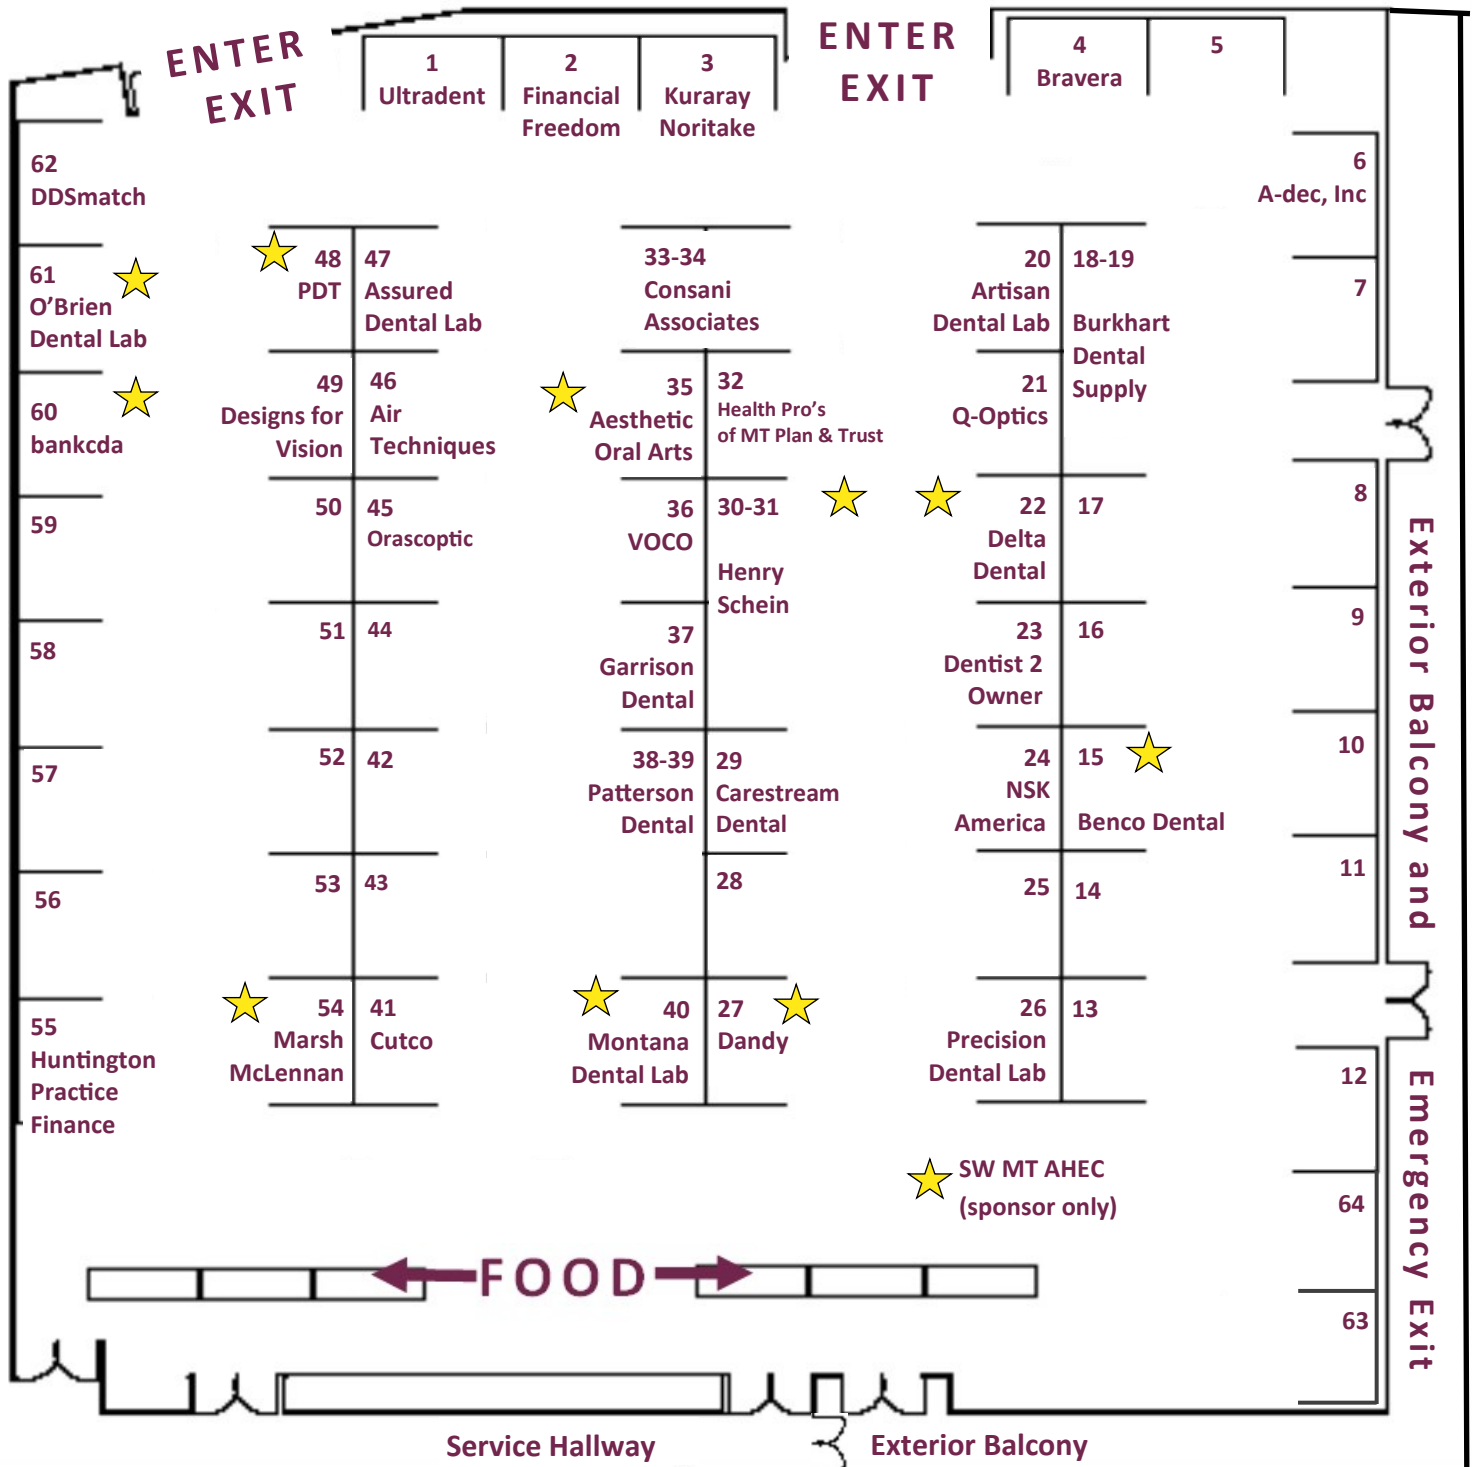 ENTER
EXIT
1
Ultradent
2
Financial
Freedom
3
Kuraray
Noritake
ENTER
EXIT
4
Bravera
5
62
DDSmatch
61
O'Brien
Dental Lab
60
bankcda
59
58
57
56
55
Huntington
Practice
Finance
48
PDT
47
Assured
Dental Lab
49
Designs for
Vision
46
Air
Techniques
50
45
Orascoptic
51
44
52
42
53
43
54
Marsh
McLennan
41
Cutco
33-34
Consani
Associates
35
Aesthetic
Oral Arts
32
Health Pro's
of MT Plan & Trust
36
VOCO
30-31
Henry
Schein
37
Garrison
Dental
38-39
Patterson
Dental
29
Carestream
Dental
28
40
Montana
Dental Lab
27
Dandy
20
Artisan
Dental Lab
18-19
Burkhart
Dental
Supply
21
Q-Optics
22
Delta
Dental
17
23
Dentist 2
Owner
16
24
NSK
America
15
Benco Dental
25
14
26
Precision
Dental Lab
13
6
A-dec, Inc
7
8
9
10
11
12
64
63
Exterior Balcony and Emergency Exit
SW MT AHEC
(sponsor only)
FOOD
Service Hallway
Exterior Balcony